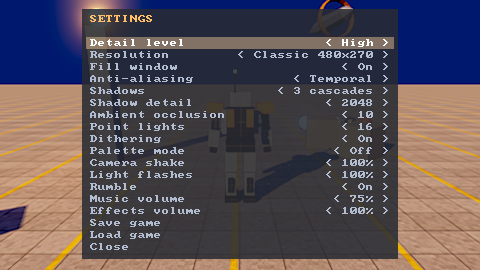 SETTINGS
Detail level < High >
Resolution < Classic 480x270 >
Fill window < On >
Anti-aliasing < Temporal >
Shadows < 3 cascades >
Shadow detail < 2048 >
Ambient occlusion < 10 >
Point lights < 16 >
Dithering < On >
Palette mode < Off >
Camera shake < 100% >
Light flashes < 100% >
Rumble < On >
Music volume < 75% >
Effects volume < 100% >
Save game
Load game
Close